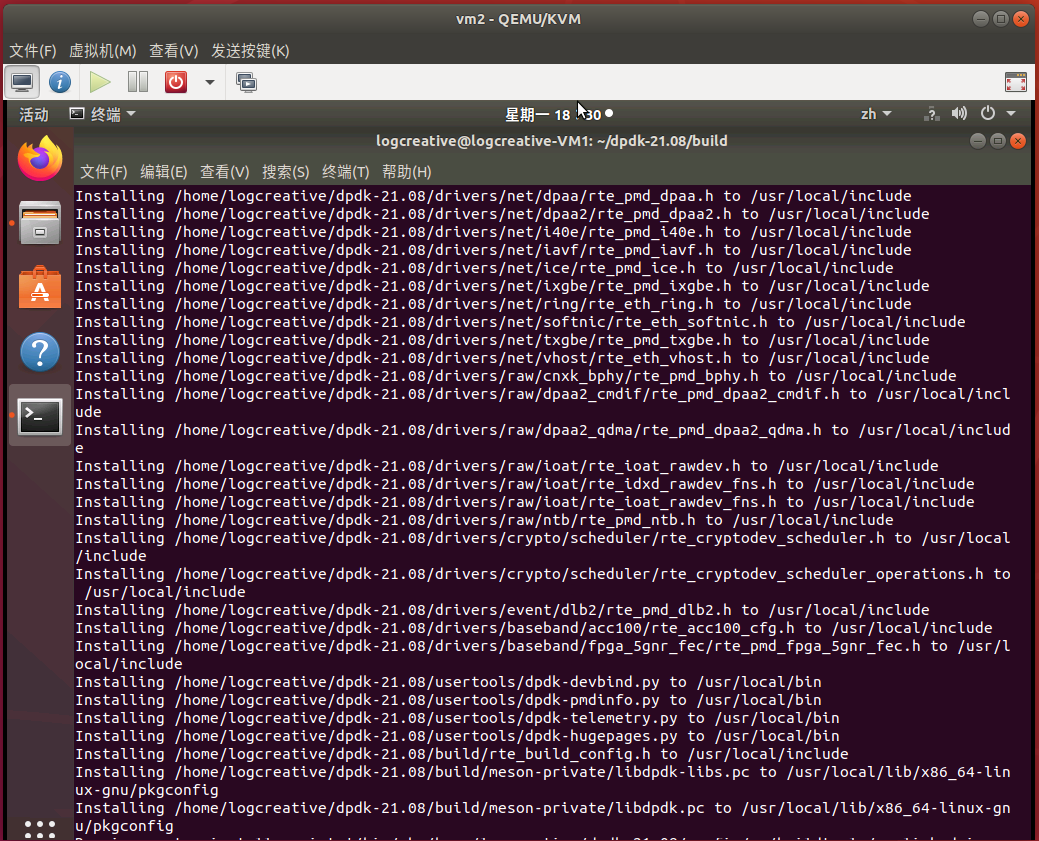 vm2 - QEMU/KVM
文件(F) 虚拟机(M) 查看(V) 发送按键(K)
活动 终端 星期一 18 30 zh
logcreative@logcreative-VM1: ~/dpdk-21.08/build
文件(F) 编辑(E) 查看(V) 搜索(S) 终端(T) 帮助(H)
Installing /home/logcreative/dpdk-21.08/drivers/net/dpaa/rte_pmd_dpaa.h to /usr/local/include
Installing /home/logcreative/dpdk-21.08/drivers/net/dpaa2/rte_pmd_dpaa2.h to /usr/local/include
Installing /home/logcreative/dpdk-21.08/drivers/net/i40e/rte_pmd_i40e.h to /usr/local/include
Installing /home/logcreative/dpdk-21.08/drivers/net/iavf/rte_pmd_iavf.h to /usr/local/include
Installing /home/logcreative/dpdk-21.08/drivers/net/ice/rte_pmd_ice.h to /usr/local/include
Installing /home/logcreative/dpdk-21.08/drivers/net/ixgbe/rte_pmd_ixgbe.h to /usr/local/include
Installing /home/logcreative/dpdk-21.08/drivers/net/ring/rte_eth_ring.h to /usr/local/include
Installing /home/logcreative/dpdk-21.08/drivers/net/softnic/rte_eth_softnic.h to /usr/local/include
Installing /home/logcreative/dpdk-21.08/drivers/net/txgbe/rte_pmd_txgbe.h to /usr/local/include
Installing /home/logcreative/dpdk-21.08/drivers/net/vhost/rte_eth_vhost.h to /usr/local/include
Installing /home/logcreative/dpdk-21.08/drivers/raw/cnxk_bphy/rte_pmd_bphy.h to /usr/local/include
Installing /home/logcreative/dpdk-21.08/drivers/raw/dpaa2_cmdif/rte_pmd_dpaa2_cmdif.h to /usr/local/incl
ude
Installing /home/logcreative/dpdk-21.08/drivers/raw/dpaa2_qdma/rte_pmd_dpaa2_qdma.h to /usr/local/includ
e
Installing /home/logcreative/dpdk-21.08/drivers/raw/ioat/rte_ioat_rawdev.h to /usr/local/include
Installing /home/logcreative/dpdk-21.08/drivers/raw/ioat/rte_idxd_rawdev_fns.h to /usr/local/include
Installing /home/logcreative/dpdk-21.08/drivers/raw/ioat/rte_ioat_rawdev_fns.h to /usr/local/include
Installing /home/logcreative/dpdk-21.08/drivers/raw/ntb/rte_pmd_ntb.h to /usr/local/include
Installing /home/logcreative/dpdk-21.08/drivers/crypto/scheduler/rte_cryptodev_scheduler.h to /usr/local
/include
Installing /home/logcreative/dpdk-21.08/drivers/crypto/scheduler/rte_cryptodev_scheduler_operations.h to
 /usr/local/include
Installing /home/logcreative/dpdk-21.08/drivers/event/dlb2/rte_pmd_dlb2.h to /usr/local/include
Installing /home/logcreative/dpdk-21.08/drivers/baseband/acc100/rte_acc100_cfg.h to /usr/local/include
Installing /home/logcreative/dpdk-21.08/drivers/baseband/fpga_5gnr_fec/rte_pmd_fpga_5gnr_fec.h to /usr/l
ocal/include
Installing /home/logcreative/dpdk-21.08/usertools/dpdk-devbind.py to /usr/local/bin
Installing /home/logcreative/dpdk-21.08/usertools/dpdk-pmdinfo.py to /usr/local/bin
Installing /home/logcreative/dpdk-21.08/usertools/dpdk-telemetry.py to /usr/local/bin
Installing /home/logcreative/dpdk-21.08/usertools/dpdk-hugepages.py to /usr/local/bin
Installing /home/logcreative/dpdk-21.08/build/rte_build_config.h to /usr/local/include
Installing /home/logcreative/dpdk-21.08/build/meson-private/libdpdk-libs.pc to /usr/local/lib/x86_64-lin
ux-gnu/pkgconfig
Installing /home/logcreative/dpdk-21.08/build/meson-private/libdpdk.pc to /usr/local/lib/x86_64-linux-gn
u/pkgconfig